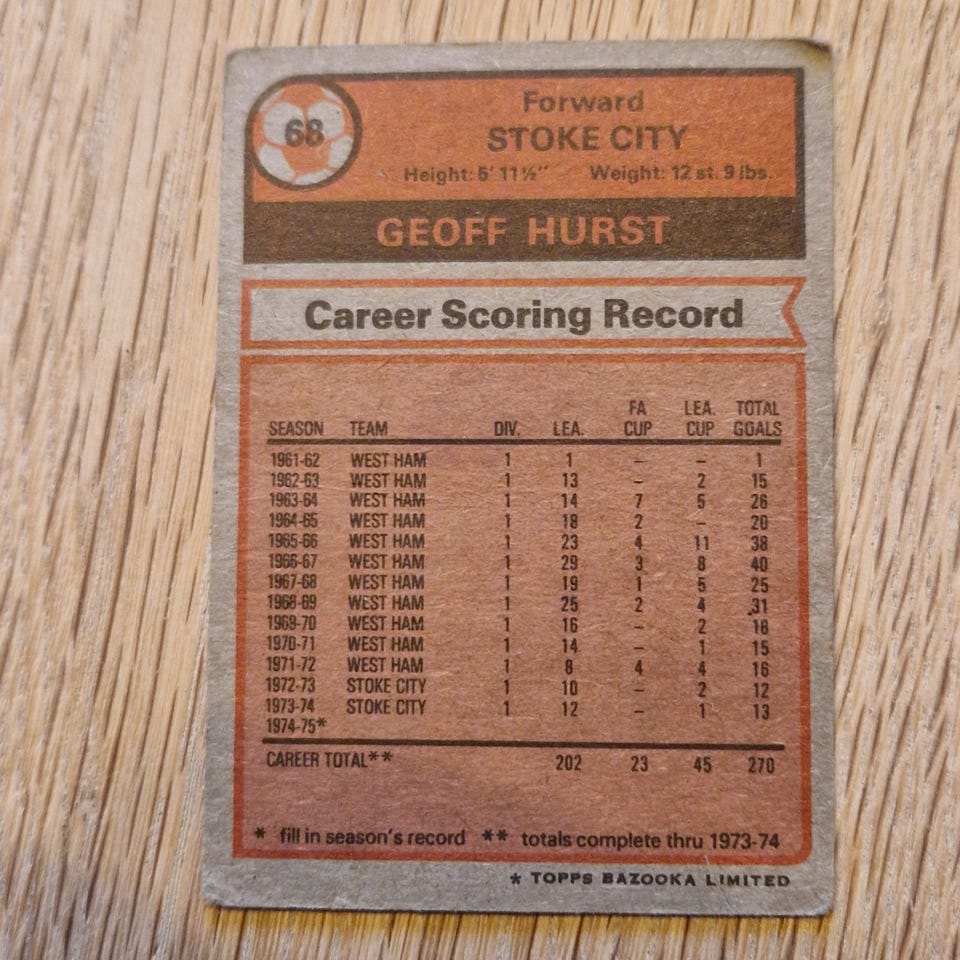 68
Forward
STOKE CITY
Height: 5' 11½" Weight: 12 st. 9 lbs.
GEOFF HURST
Career Scoring Record
SEASON TEAM DIV. LEA. FA CUP LEA. CUP TOTAL GOALS
1961-62 WEST HAM 1 1 – – 1
1962-63 WEST HAM 1 13 – 2 15
1963-64 WEST HAM 1 14 7 5 26
1964-65 WEST HAM 1 18 2 – 20
1965-66 WEST HAM 1 23 4 11 38
1966-67 WEST HAM 1 29 3 8 40
1967-68 WEST HAM 1 19 1 5 25
1968-69 WEST HAM 1 25 2 4 31
1969-70 WEST HAM 1 16 – 2 18
1970-71 WEST HAM 1 14 – 1 15
1971-72 WEST HAM 1 8 4 4 16
1972-73 STOKE CITY 1 10 – 2 12
1973-74 STOKE CITY 1 12 – 1 13
1974-75*
CAREER TOTAL** 202 23 45 270
* fill in season's record ** totals complete thru 1973-74
* TOPPS BAZOOKA LIMITED